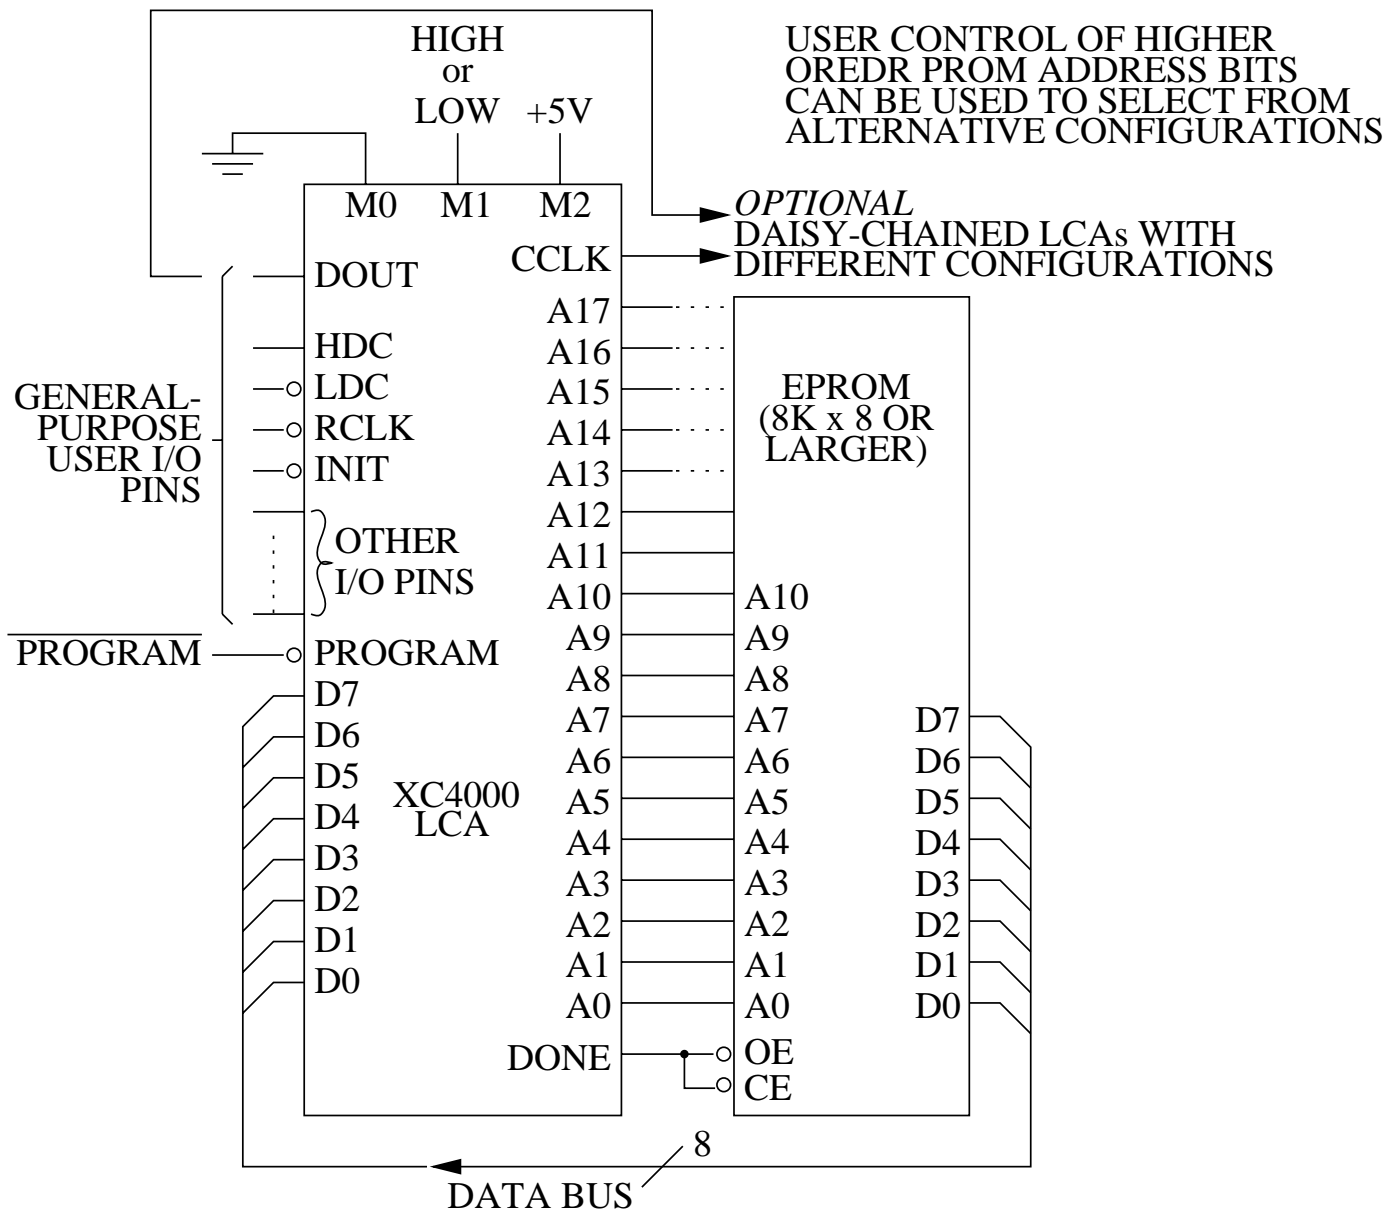 HIGH
or
LOW
+5V
USER CONTROL OF HIGHER
OREDR PROM ADDRESS BITS
CAN BE USED TO SELECT FROM
ALTERNATIVE CONFIGURATIONS
M0
M1
M2
OPTIONAL
DAISY-CHAINED LCAs WITH
DIFFERENT CONFIGURATIONS
CCLK
DOUT
HDC
LDC
RCLK
INIT
GENERAL-
PURPOSE
USER I/O
PINS
OTHER
I/O PINS
PROGRAM
PROGRAM
D7
D6
D5
D4
D3
D2
D1
D0
XC4000
LCA
A17
A16
A15
A14
A13
A12
A11
A10
A9
A8
A7
A6
A5
A4
A3
A2
A1
A0
DONE
EPROM
(8K x 8 OR
LARGER)
A10
A9
A8
A7
A6
A5
A4
A3
A2
A1
A0
OE
CE
D7
D6
D5
D4
D3
D2
D1
D0
8
DATA BUS